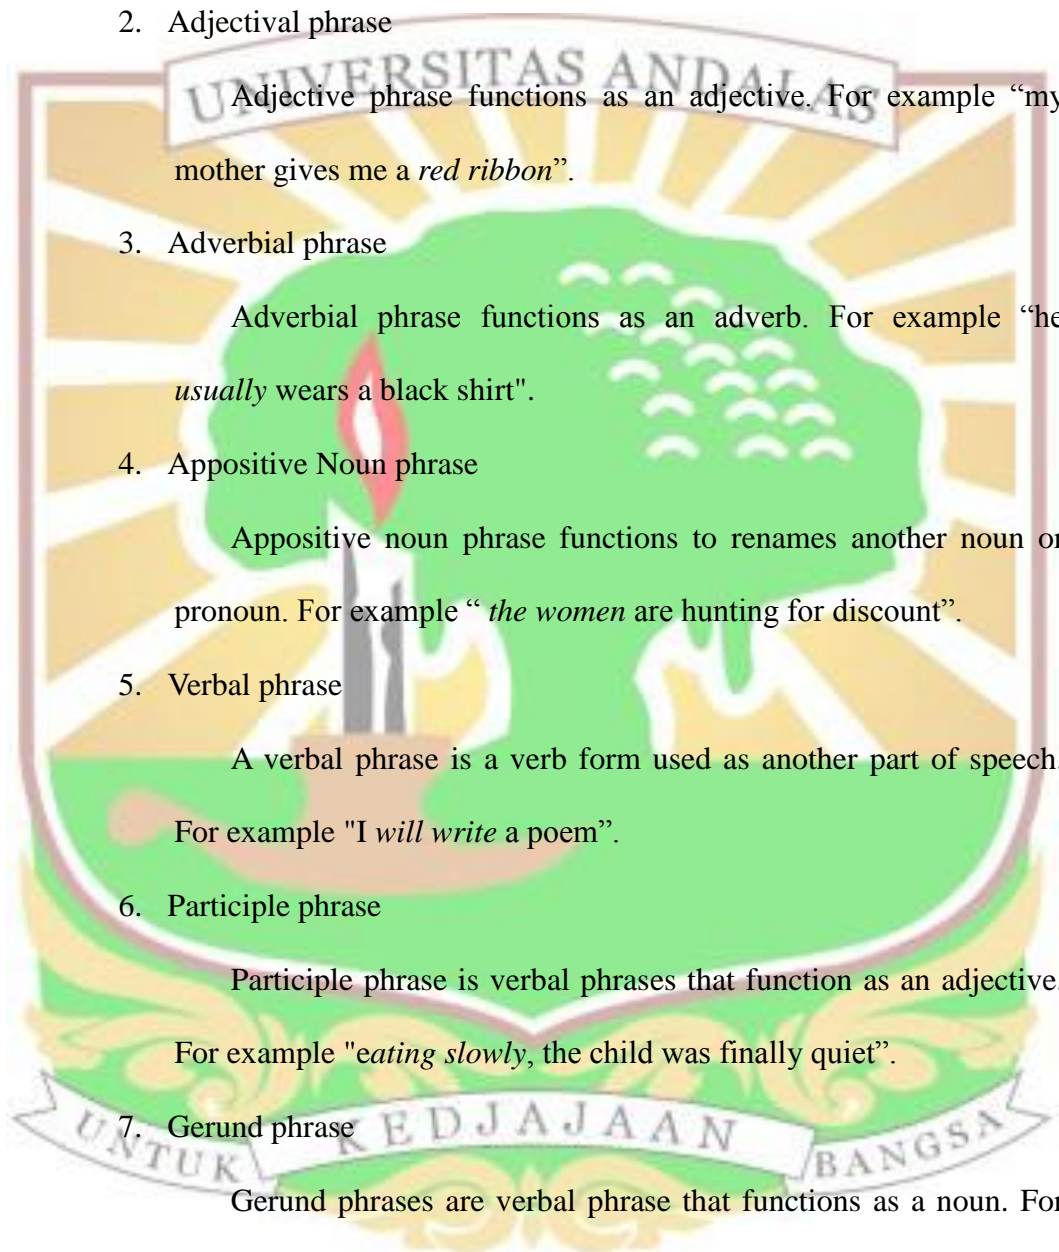 2. Adjectival phrase
UNIVERSITAS ANDALAS
Adjective phrase functions as an adjective. For example “my
mother gives me a red ribbon”.
3. Adverbial phrase
Adverbial phrase functions as an adverb. For example “he
usually wears a black shirt".
4. Appositive Noun phrase
Appositive noun phrase functions to renames another noun or
pronoun. For example “ the women are hunting for discount”.
5. Verbal phrase
A verbal phrase is a verb form used as another part of speech.
For example "I will write a poem”.
6. Participle phrase
Participle phrase is verbal phrases that function as an adjective.
For example "eating slowly, the child was finally quiet”.
7. Gerund phrase
UNTUK KEDJAJAAN BANGSA
Gerund phrases are verbal phrase that functions as a noun. For